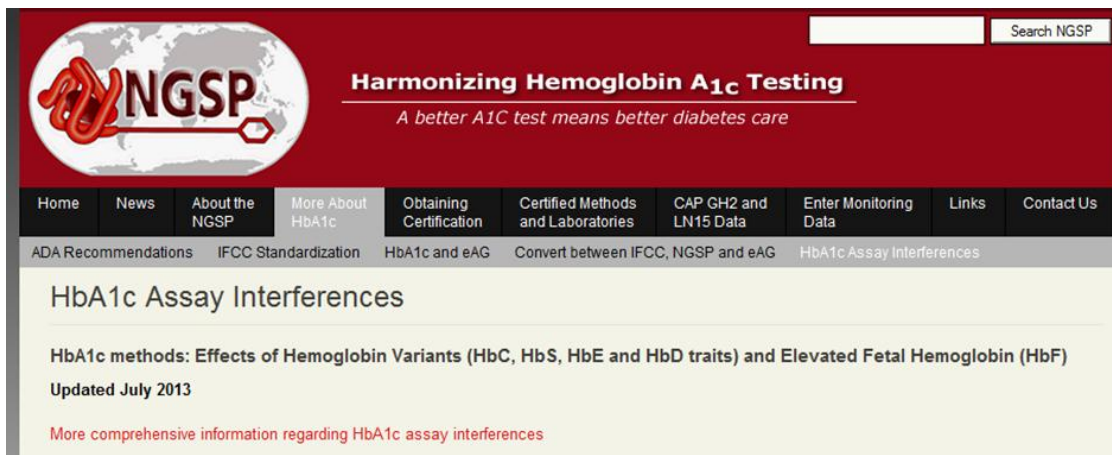 Search NGSP
NGSP
Harmonizing Hemoglobin A1c Testing
A better A1C test means better diabetes care
Home News About the NGSP More About HbA1c Obtaining Certification Certified Methods and Laboratories CAP GH2 and LN15 Data Enter Monitoring Data Links Contact Us
ADA Recommendations IFCC Standardization HbA1c and eAG Convert between IFCC, NGSP and eAG HbA1c Assay Interferences
HbA1c Assay Interferences
HbA1c methods: Effects of Hemoglobin Variants (HbC, HbS, HbE and HbD traits) and Elevated Fetal Hemoglobin (HbF)
Updated July 2013
More comprehensive information regarding HbA1c assay interferences